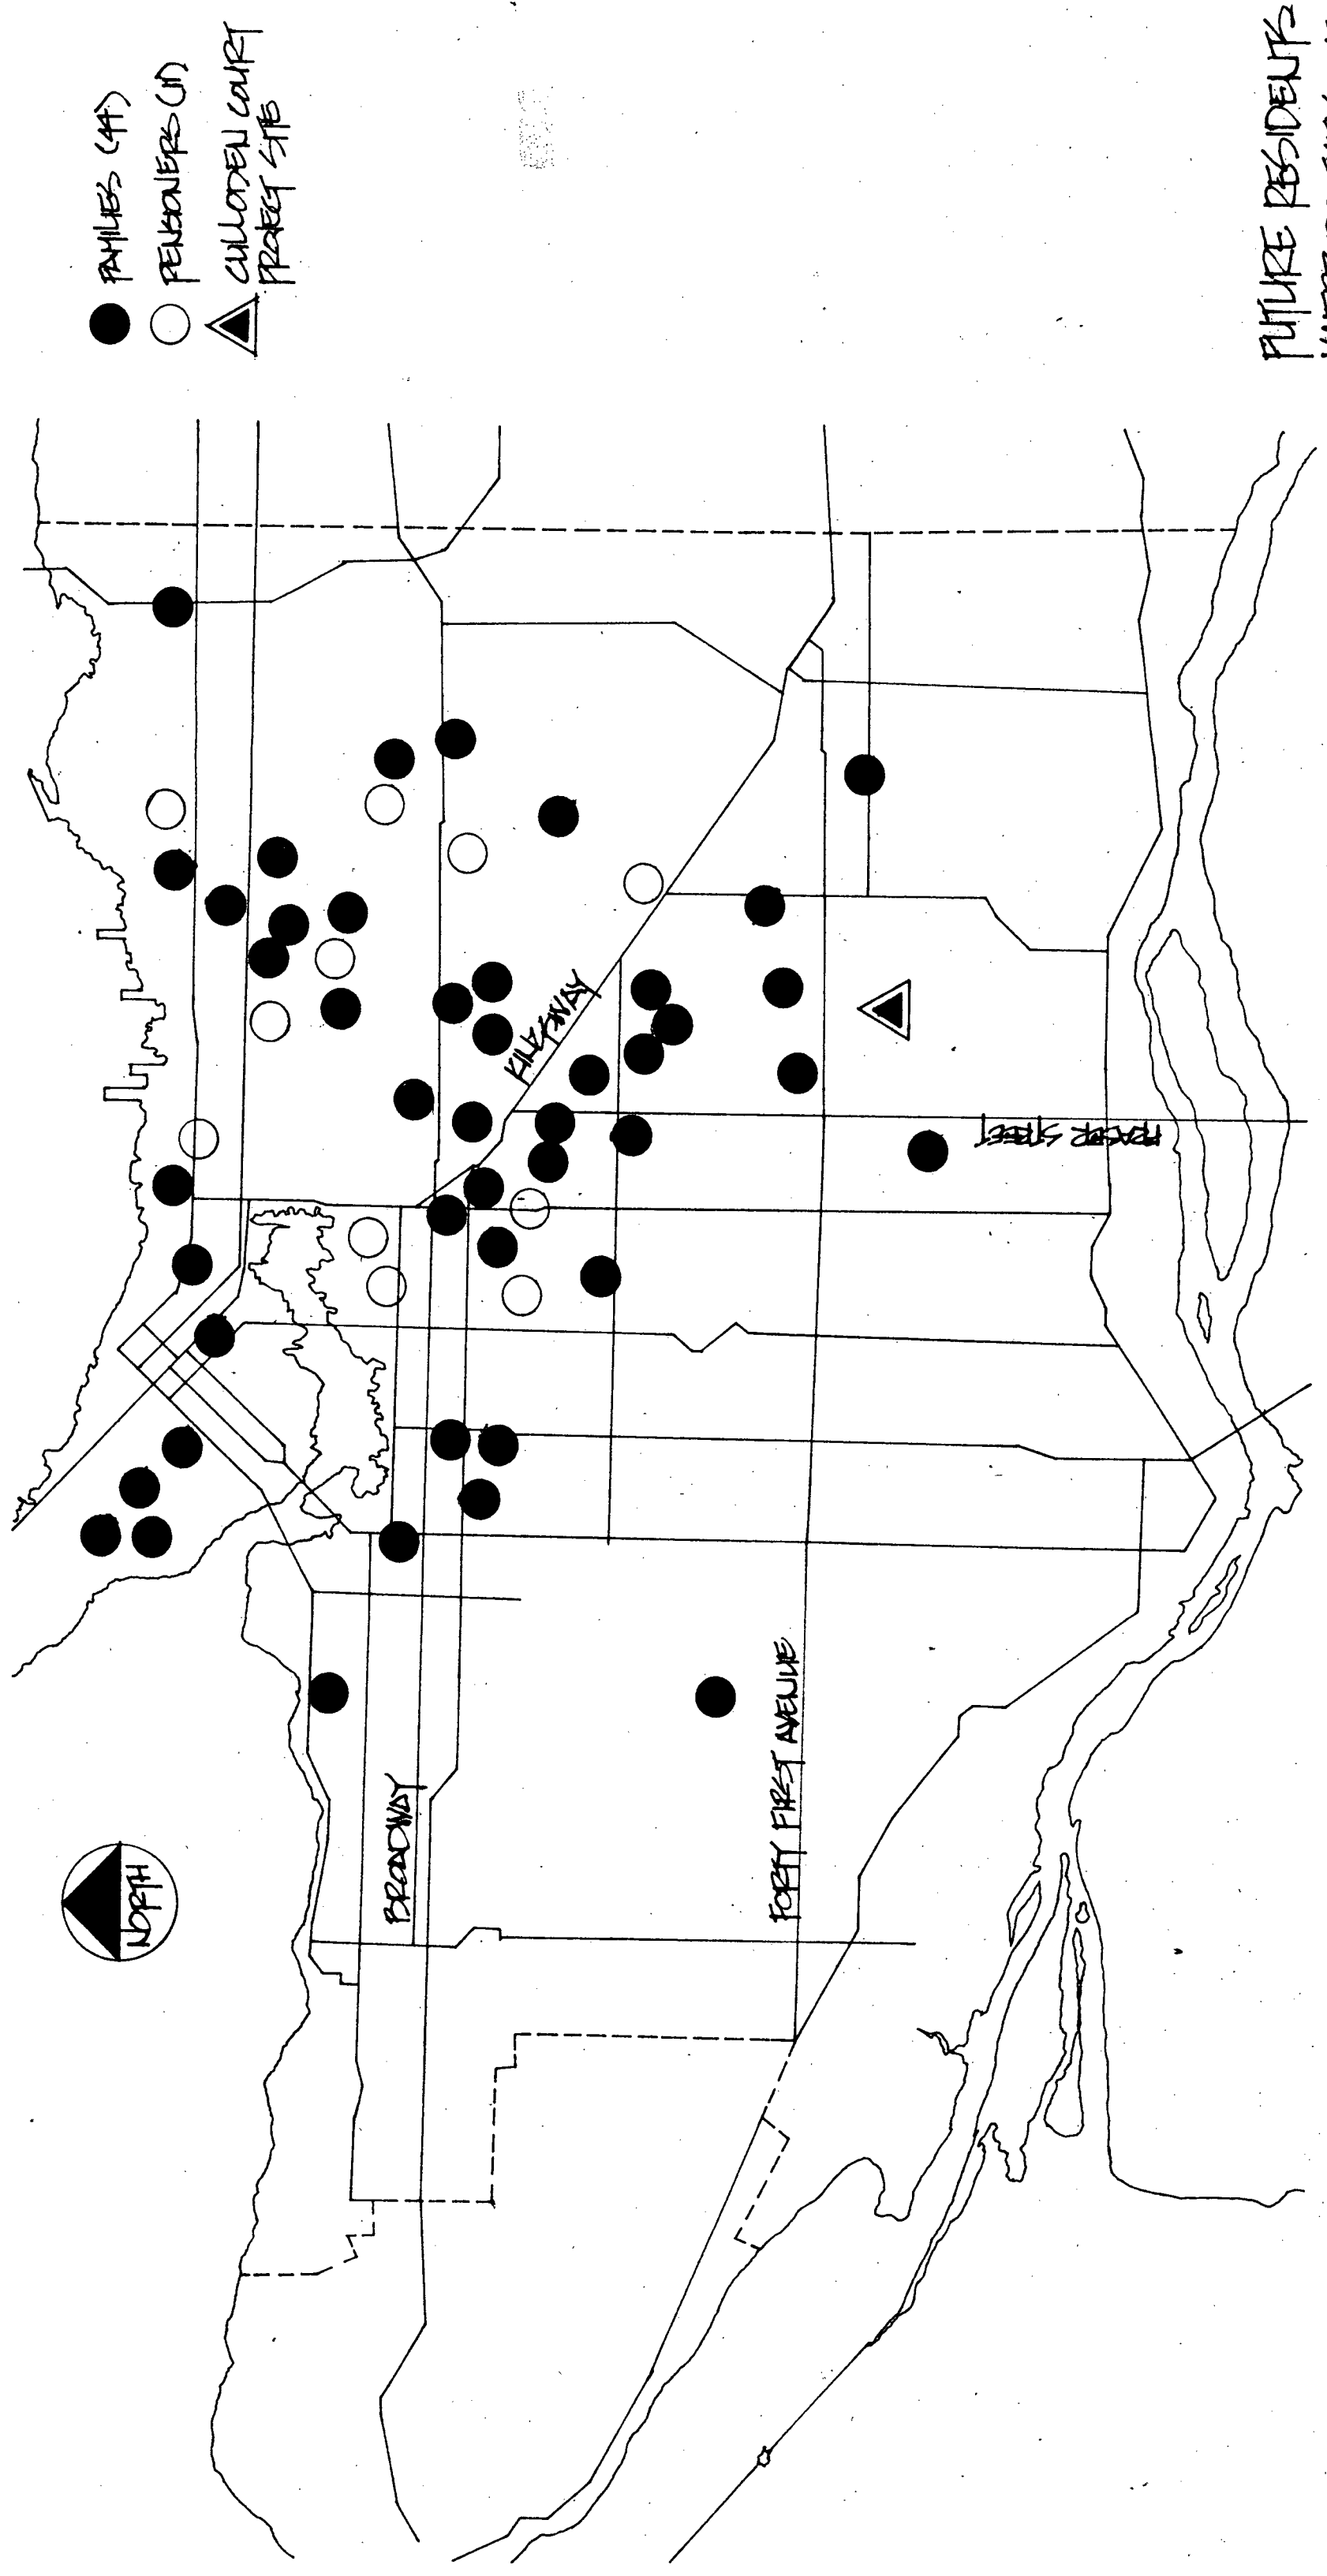 FAMILIES (44)
PENSIONERS (11)
CULLODEN COURT
PROJECT SITE
KINGSWAY
FRASER STREET
NORTH
BROADWAY
FORTY FIRST AVENUE
FUTURE RESIDENTS